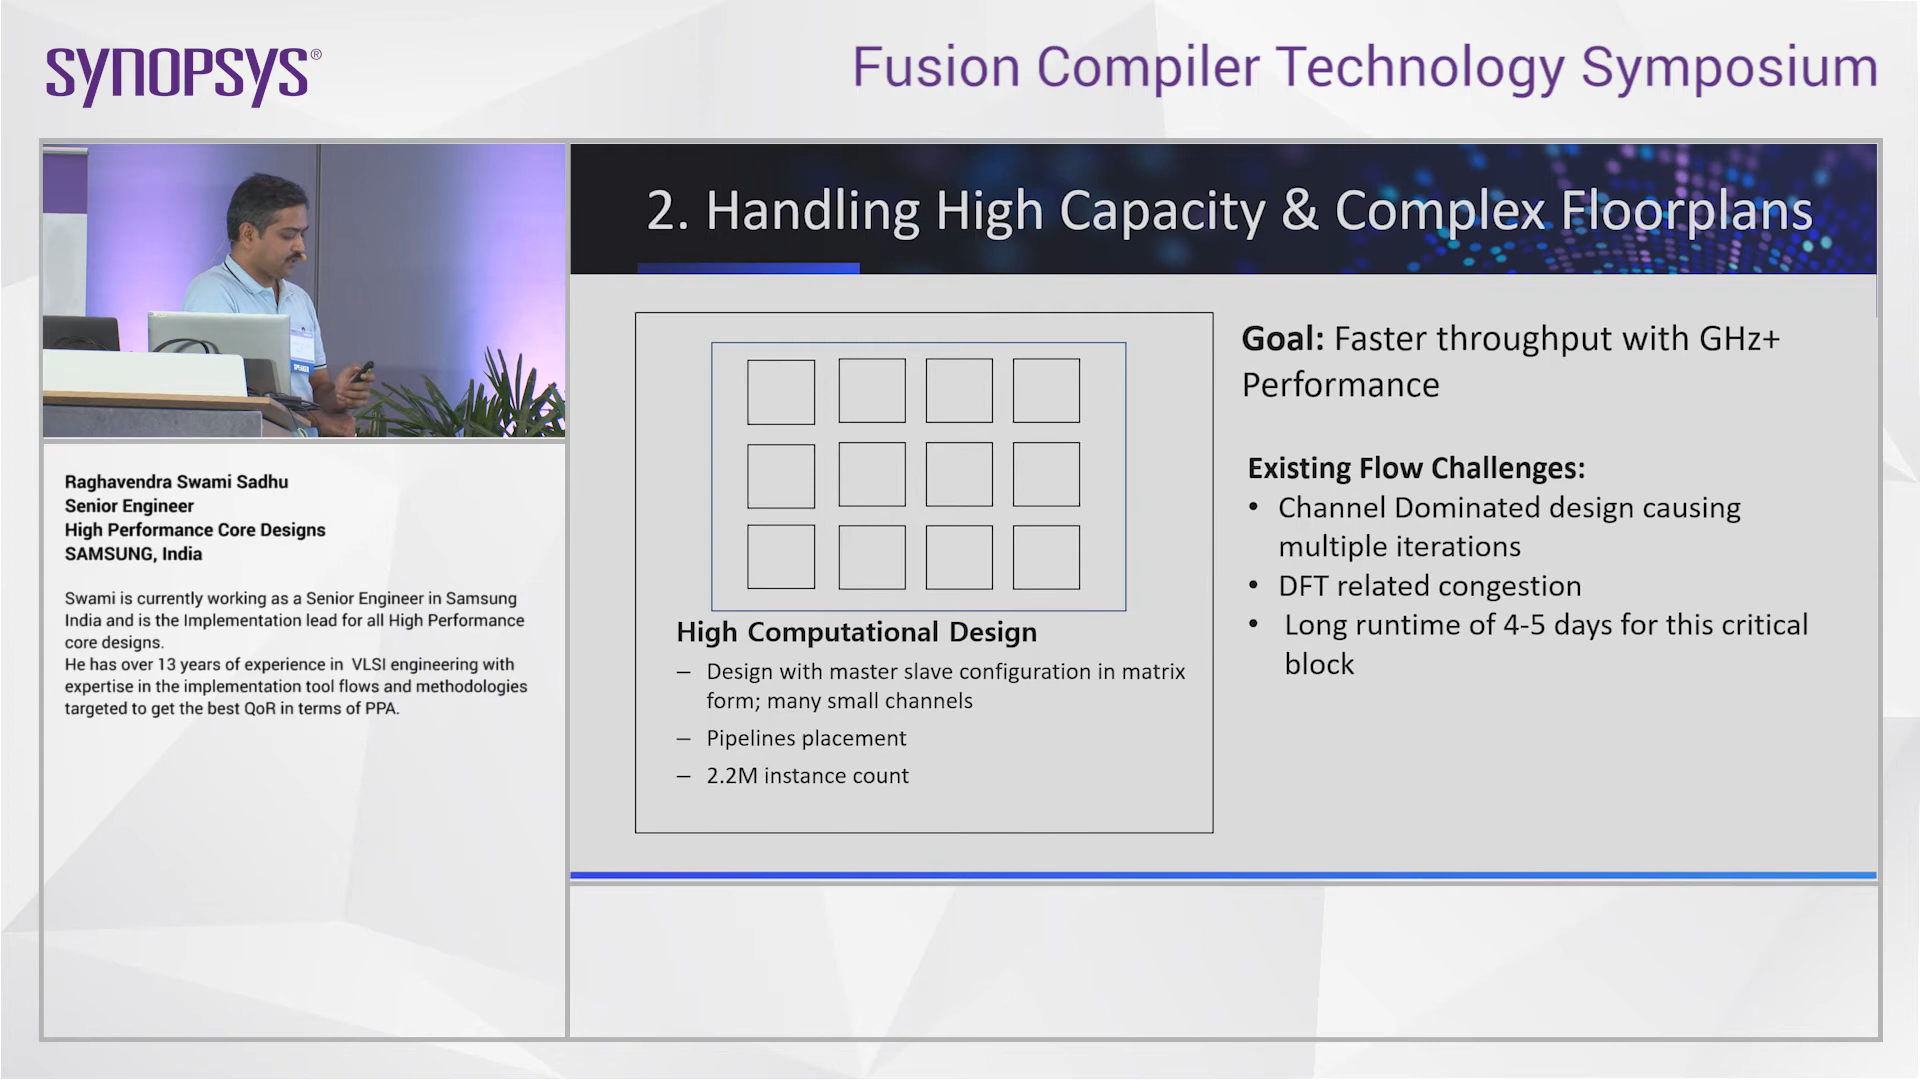 SYNOPSYS®
Fusion Compiler Technology Symposium
SPEAKER
Raghavendra Swami Sadhu
Senior Engineer
High Performance Core Designs
SAMSUNG, India
Swami is currently working as a Senior Engineer in Samsung
India and is the Implementation lead for all High Performance
core designs.
He has over 13 years of experience in VLSI engineering with
expertise in the implementation tool flows and methodologies
targeted to get the best QoR in terms of PPA.
2. Handling High Capacity & Complex Floorplans
High Computational Design
– Design with master slave configuration in matrix
form; many small channels
– Pipelines placement
– 2.2M instance count
Goal: Faster throughput with GHz+
Performance
Existing Flow Challenges:
• Channel Dominated design causing
multiple iterations
• DFT related congestion
• Long runtime of 4-5 days for this critical
block